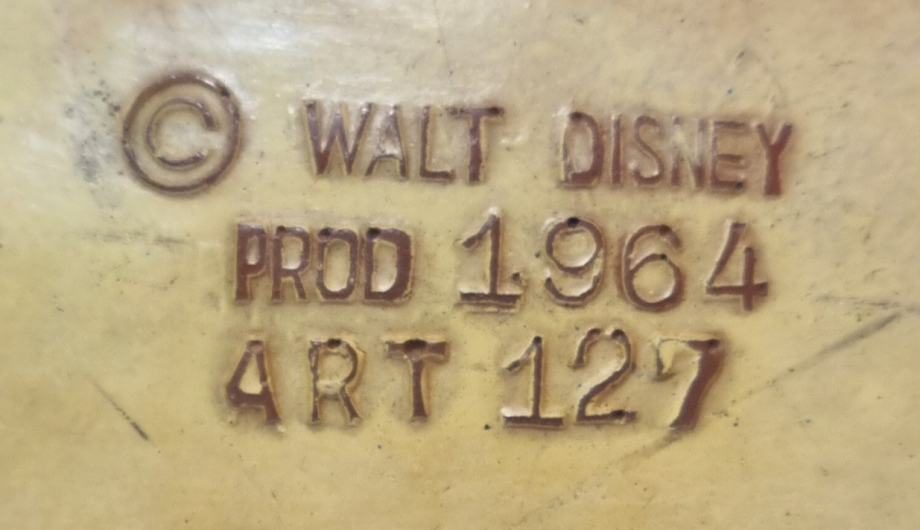 © WALT DISNEY
PROD 1964
ART 127